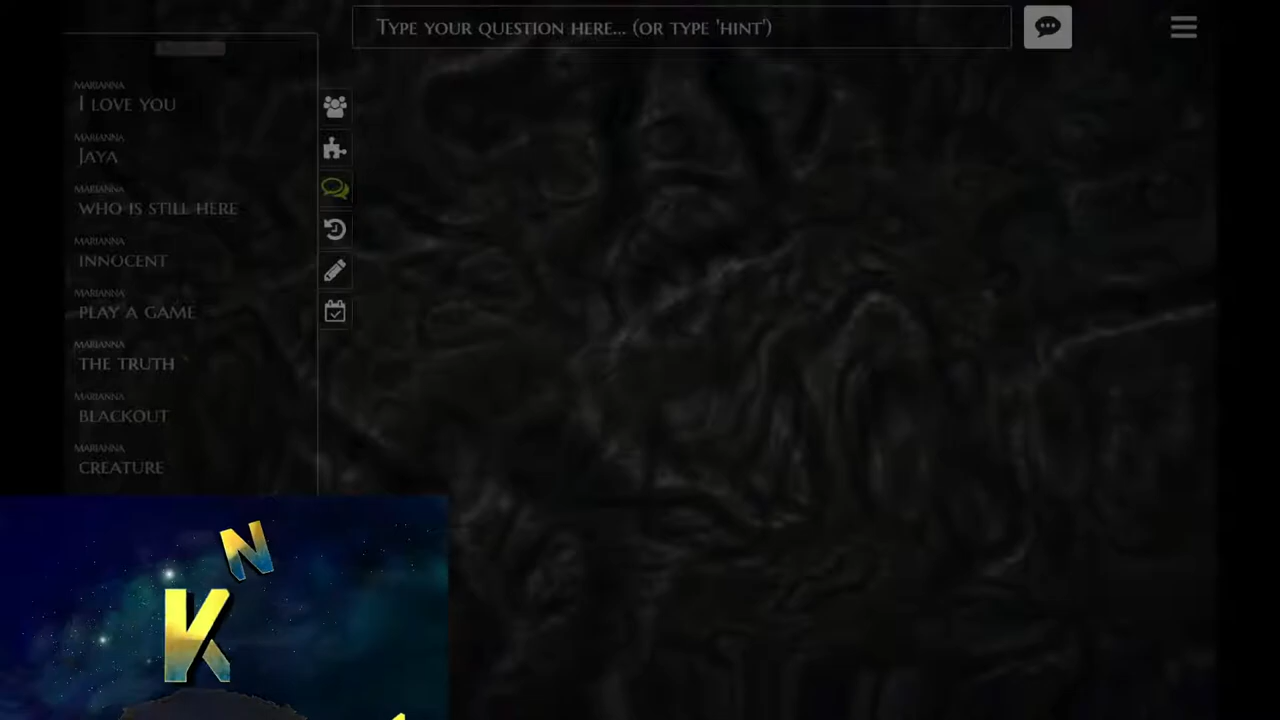 Type your question here... (or type 'hint')
Marianna
I love you
Marianna
Jaya
Marianna
who is still here
Marianna
innocent
Marianna
play a game
Marianna
the truth
Marianna
blackout
Marianna
creature
N
K